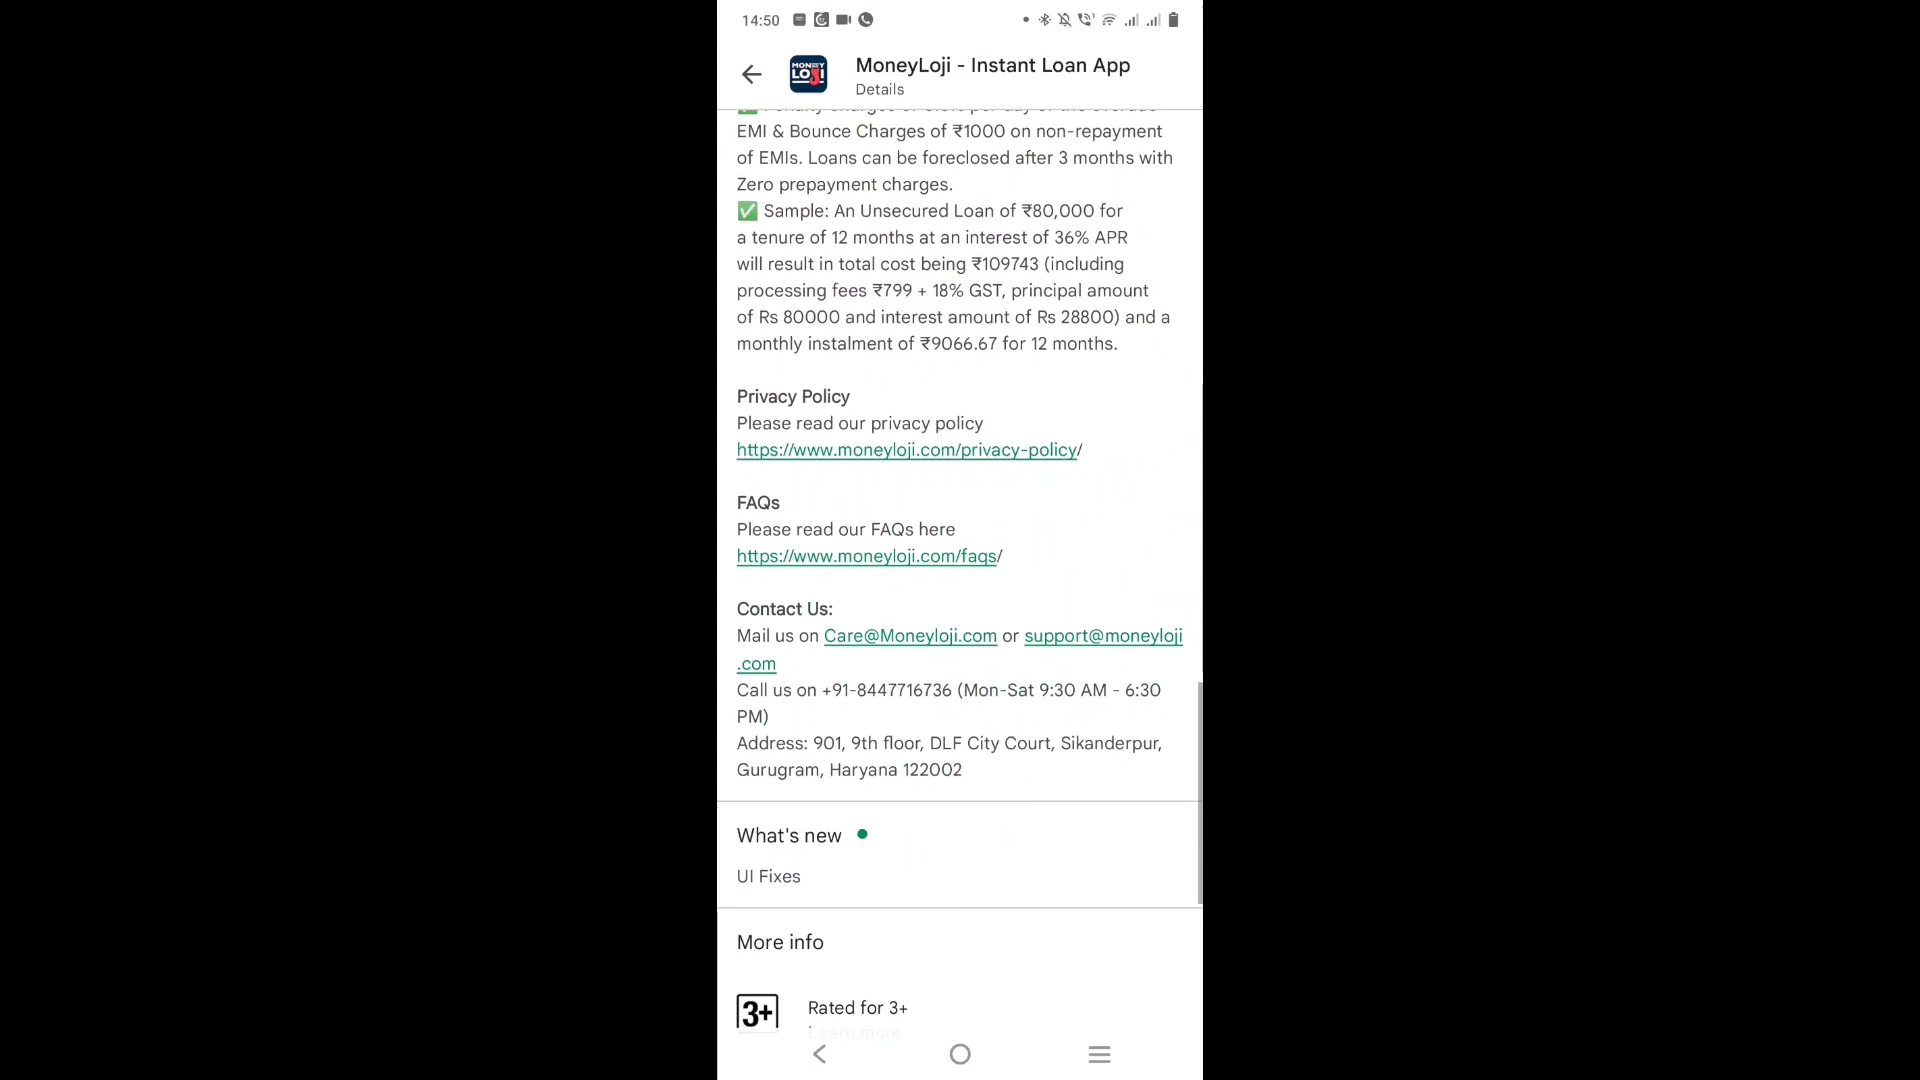 14:50
MONEY
LOJI
MoneyLoji - Instant Loan App
Details
EMI & Bounce Charges of ₹1000 on non-repayment
of EMIs. Loans can be foreclosed after 3 months with
Zero prepayment charges.
✅ Sample: An Unsecured Loan of ₹80,000 for
a tenure of 12 months at an interest of 36% APR
will result in total cost being ₹109743 (including
processing fees ₹799 + 18% GST, principal amount
of Rs 80000 and interest amount of Rs 28800) and a
monthly instalment of ₹9066.67 for 12 months.
Privacy Policy
Please read our privacy policy
https://www.moneyloji.com/privacy-policy/
FAQs
Please read our FAQs here
https://www.moneyloji.com/faqs/
Contact Us:
Mail us on Care@Moneyloji.com or support@moneyloji
.com
Call us on +91-8447716736 (Mon-Sat 9:30 AM - 6:30
PM)
Address: 901, 9th floor, DLF City Court, Sikanderpur,
Gurugram, Haryana 122002
What's new
UI Fixes
More info
3+
Rated for 3+
Learn more